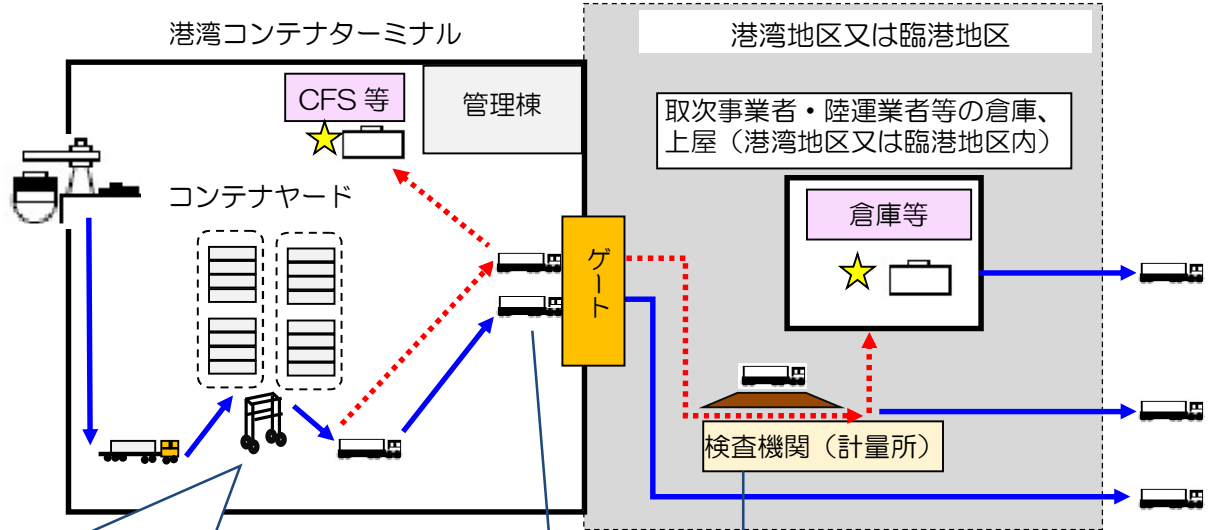 港湾コンテナターミナル
港湾地区又は臨港地区
CFS 等
管理棟
取次事業者・陸運業者等の倉庫、
上屋（港湾地区又は臨港地区内）
コンテナヤード
倉庫等
ゲート
検査機関（計量所）